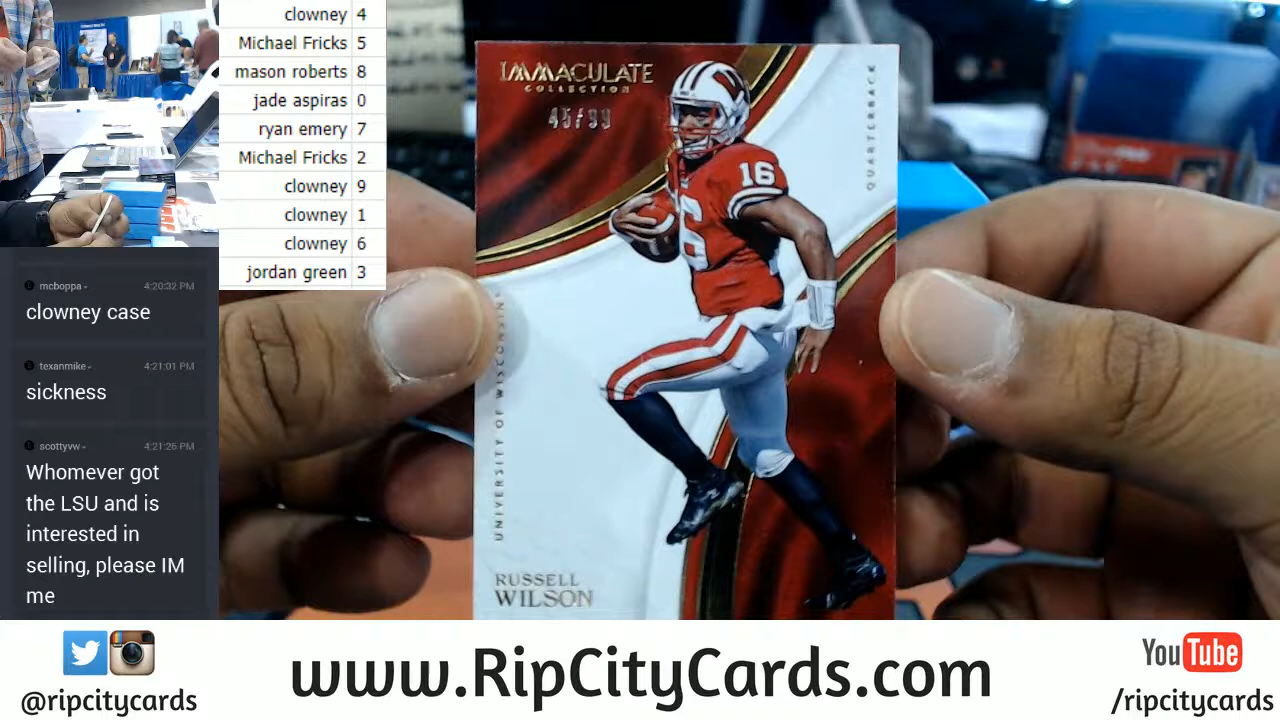 clowney 4
Michael Fricks 5
mason roberts 8
jade aspiras 0
ryan emery 7
Michael Fricks 2
clowney 9
clowney 1
clowney 6
jordan green 3
mcboppa
4:20:32 PM
clowney case
texanmike
4:21:01 PM
sickness
scottyvw
4:21:26 PM
Whomever got
the LSU and is
interested in
selling, please IM
me
IMMACULATE
COLLECTION
45/99
QUARTERBACK
16
UNIVERSITY OF WISCONSIN
RUSSELL
WILSON
@ripcitycards
www.RipCityCards.com
YouTube
/ripcitycards